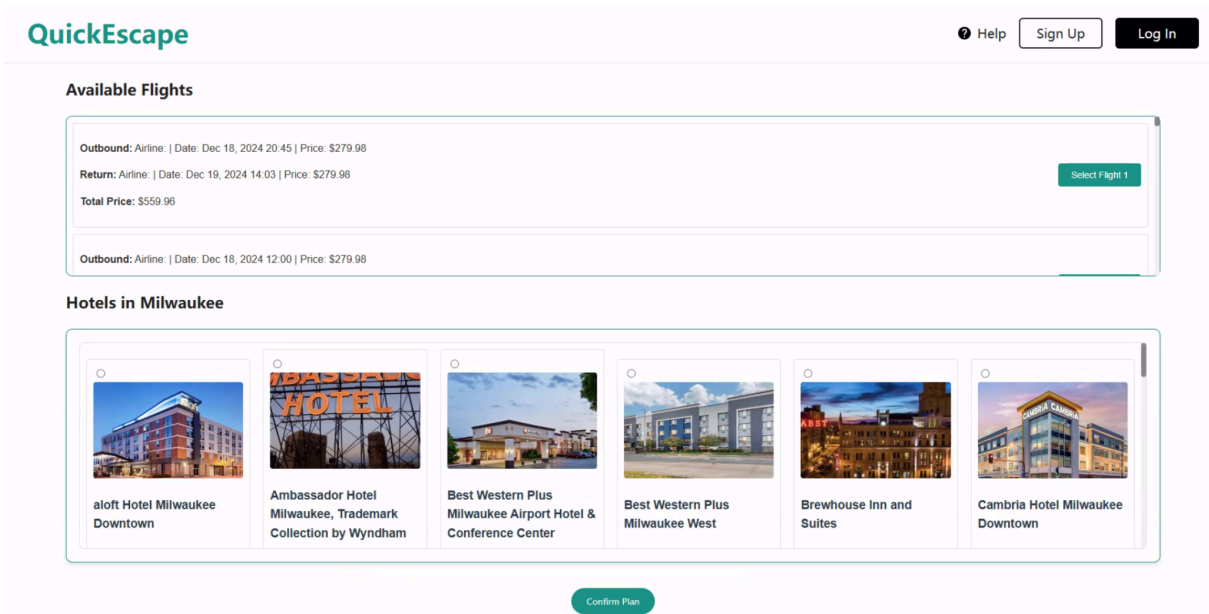 QuickEscape
Help
Sign Up
Log In
Available Flights
Outbound: Airline: | Date: Dec 18, 2024 20:45 | Price: $279.98
Return: Airline: | Date: Dec 19, 2024 14:03 | Price: $279.98
Total Price: $559.96
Select Flight 1
Outbound: Airline: | Date: Dec 18, 2024 12:00 | Price: $279.98
Hotels in Milwaukee
HOTEL
ABST
CAMBRIA CAMBRIA
aloft Hotel Milwaukee
Downtown
Ambassador Hotel
Milwaukee, Trademark
Collection by Wyndham
Best Western Plus
Milwaukee Airport Hotel &
Conference Center
Best Western Plus
Milwaukee West
Brewhouse Inn and
Suites
Cambria Hotel Milwaukee
Downtown
Confirm Plan